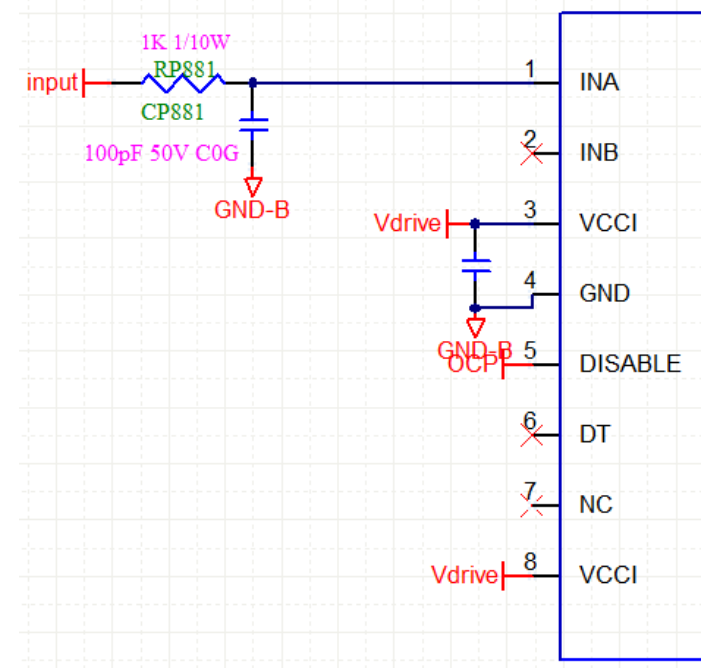 1K 1/10W
RP881
input
CP881
100pF 50V C0G
GND-B
1
INA
2
INB
Vdrive
3
VCCI
4
GND
GND-B
OCP
5
DISABLE
6
DT
7
NC
Vdrive
8
VCCI